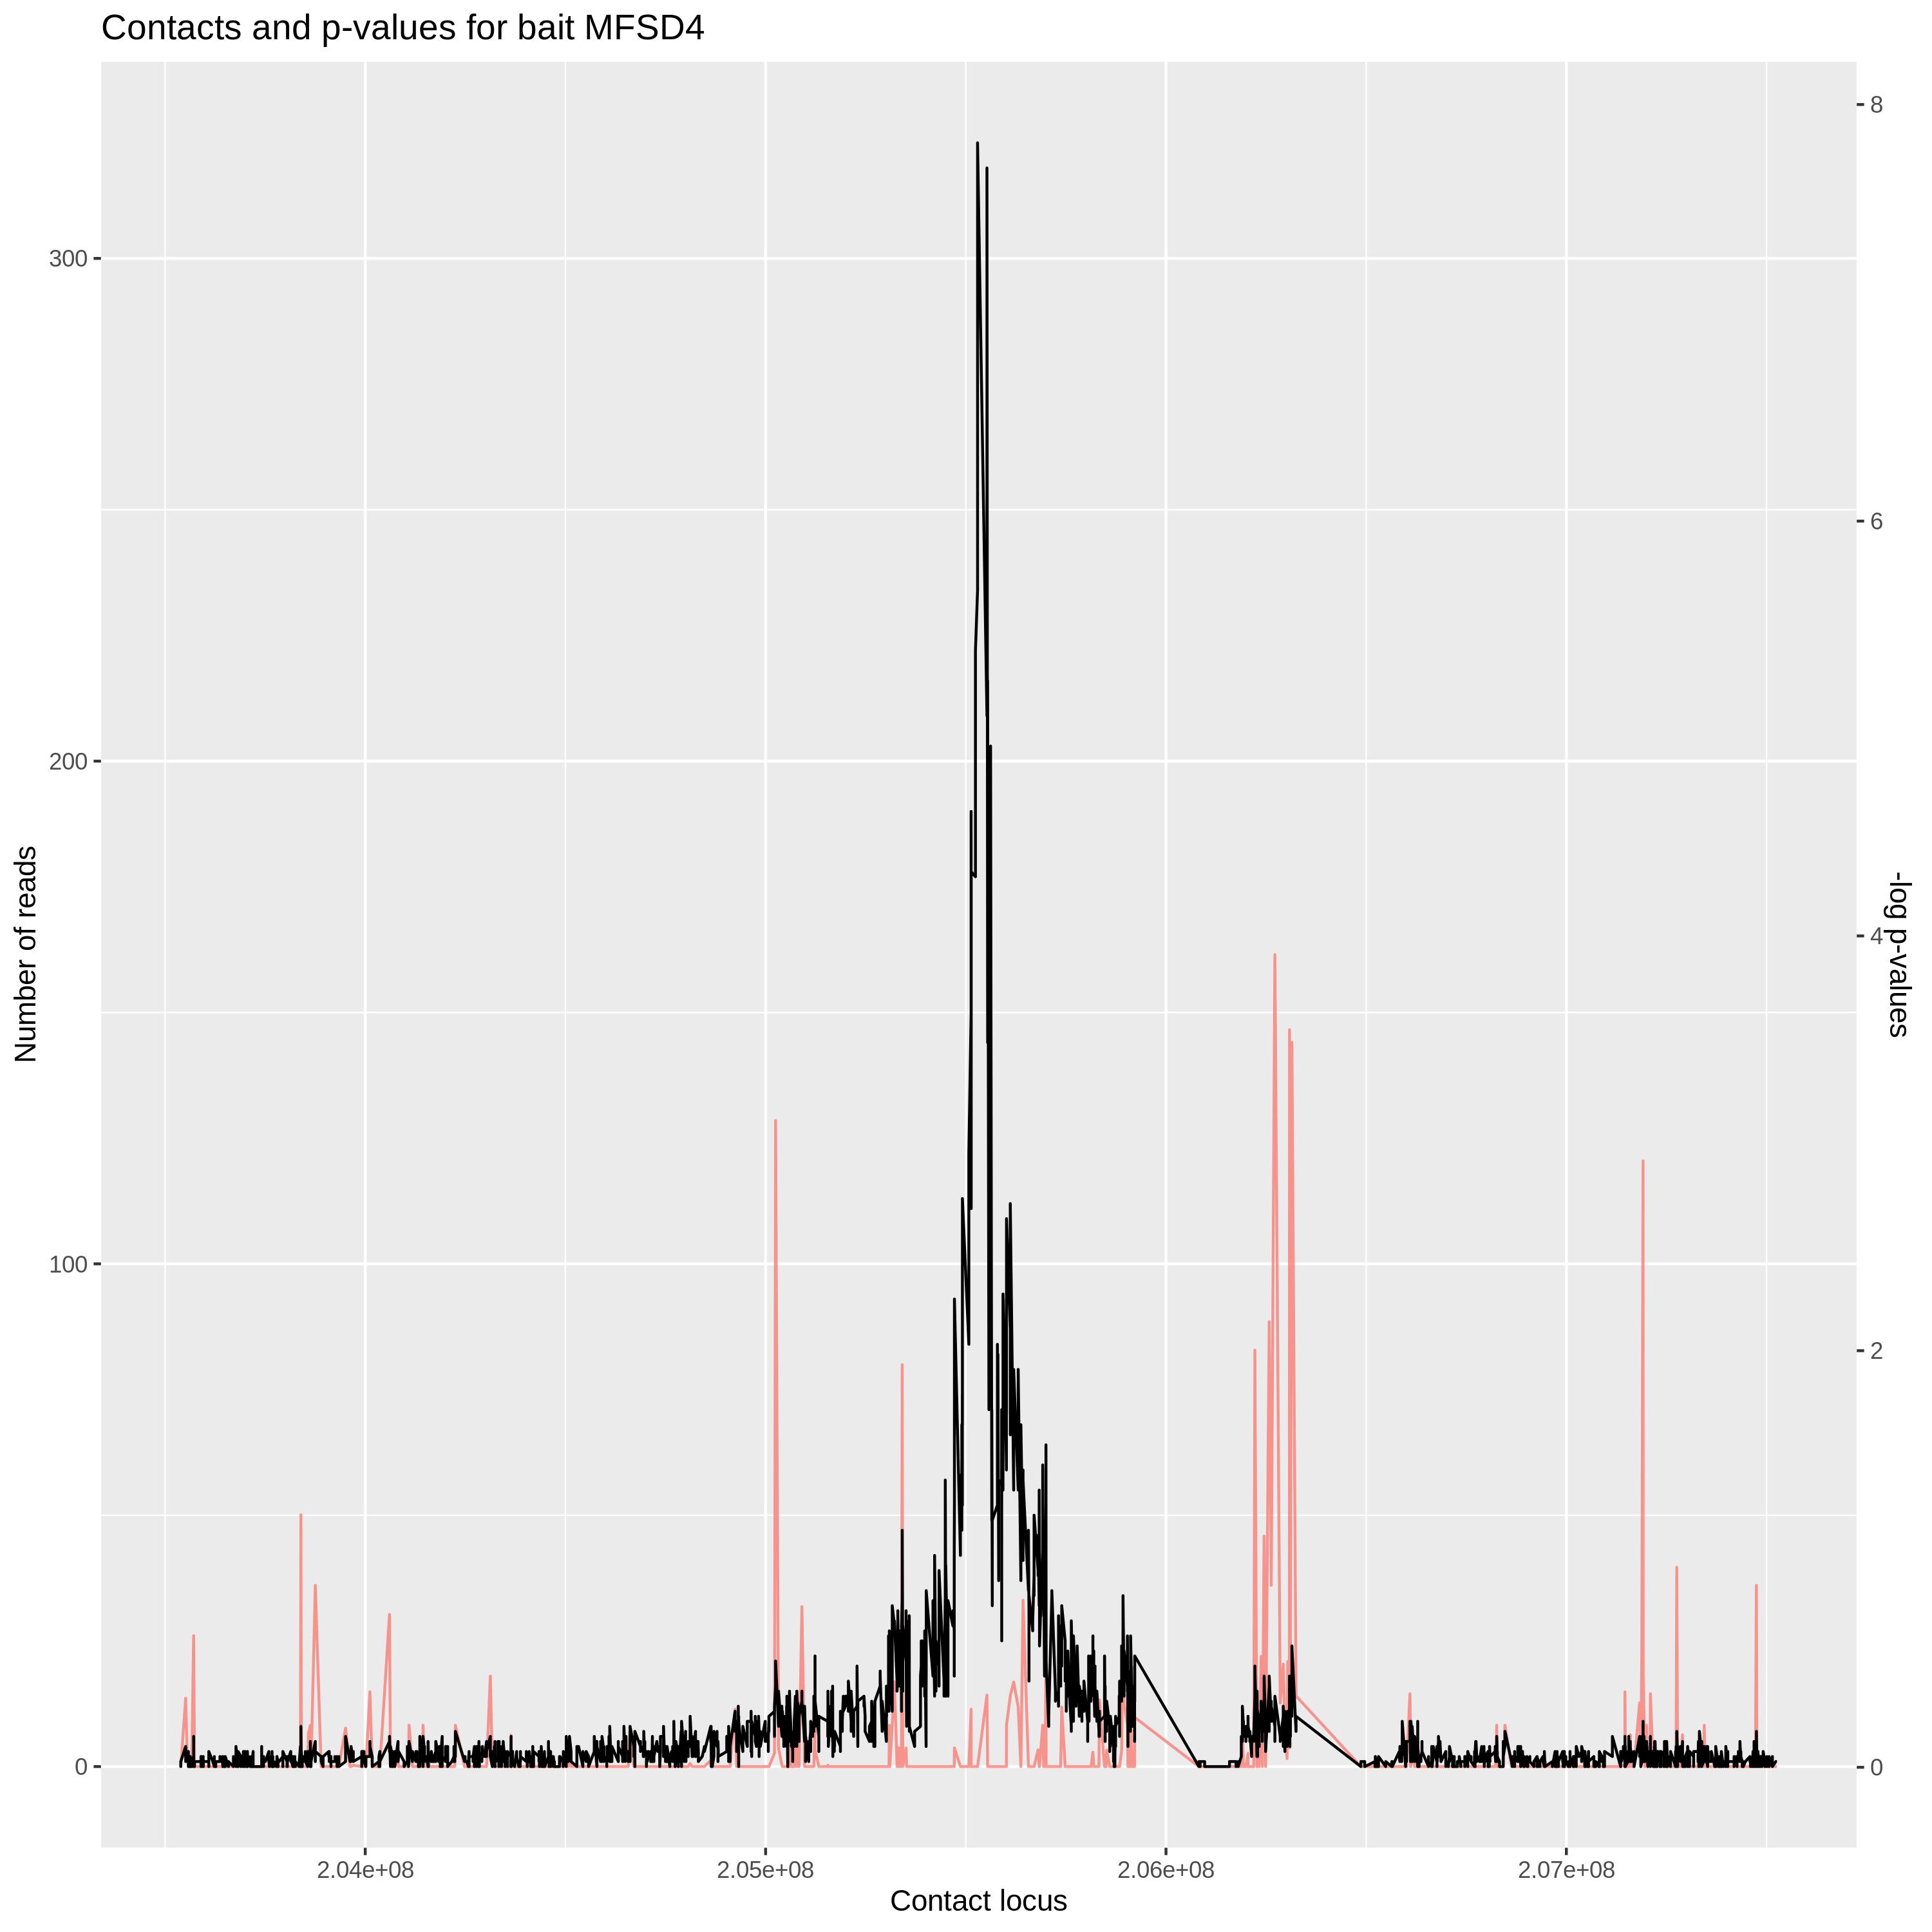 Contacts and p-values for bait MFSD4
8
300
6
200
Number of reads
4
-log p-values
100
2
0
0
2.04e+08
2.05e+08
2.06e+08
2.07e+08
Contact locus